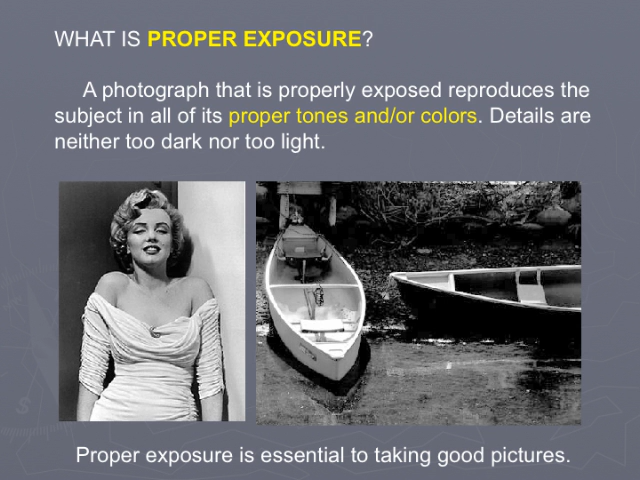 WHAT IS PROPER EXPOSURE?
A photograph that is properly exposed reproduces the
subject in all of its proper tones and/or colors. Details are
neither too dark nor too light.
Proper exposure is essential to taking good pictures.